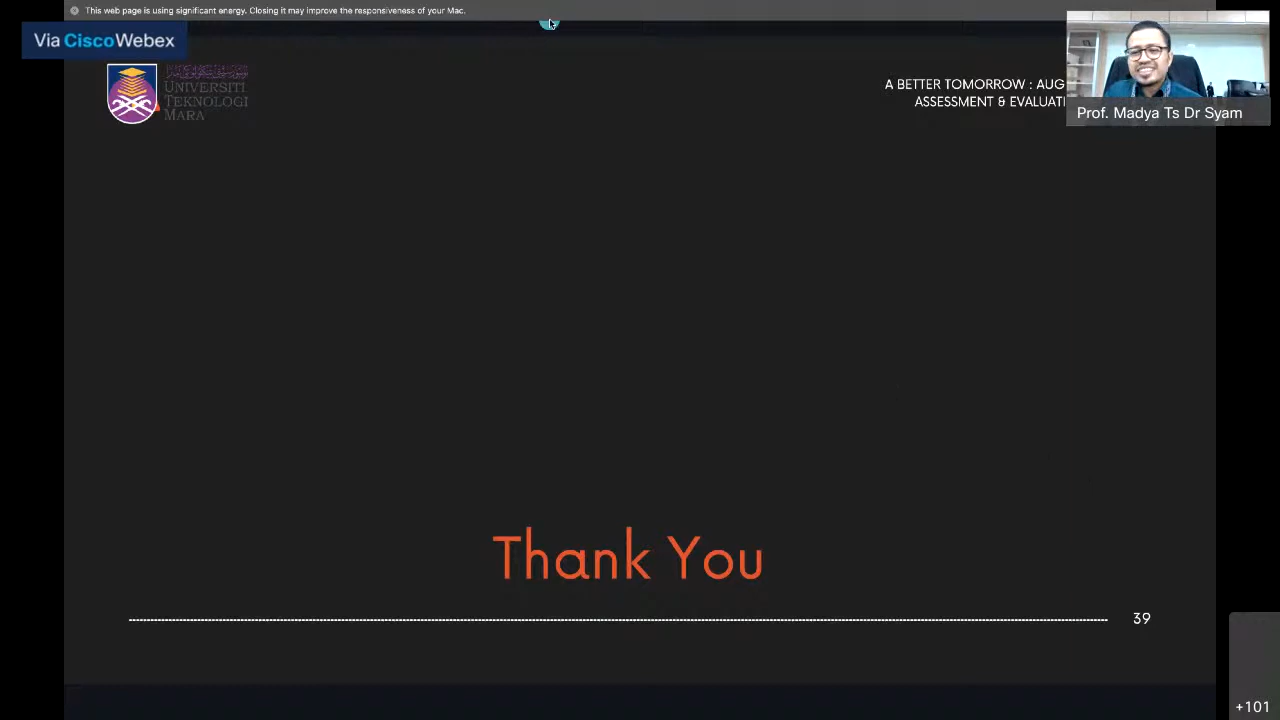 This web page is using significant energy. Closing it may improve the responsiveness of your Mac.
Via CiscoWebex
UNIVERSITI
TEKNOLOGI
MARA
A BETTER TOMORROW : AUG
ASSESSMENT & EVALUATI
Prof. Madya Ts Dr Syam
Thank You
39
+101